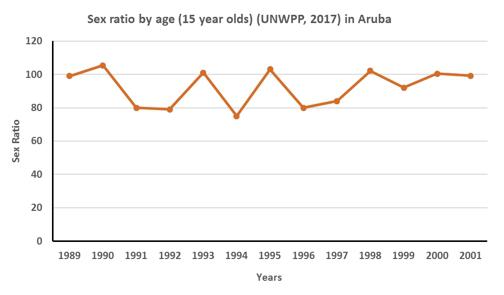 Sex ratio by age (15 year olds) (UNWPP, 2017) in Aruba
120
100
80
60
40
20
0
Sex Ratio
1989 1990 1991 1992 1993 1994 1995 1996 1997 1998 1999 2000 2001
Years